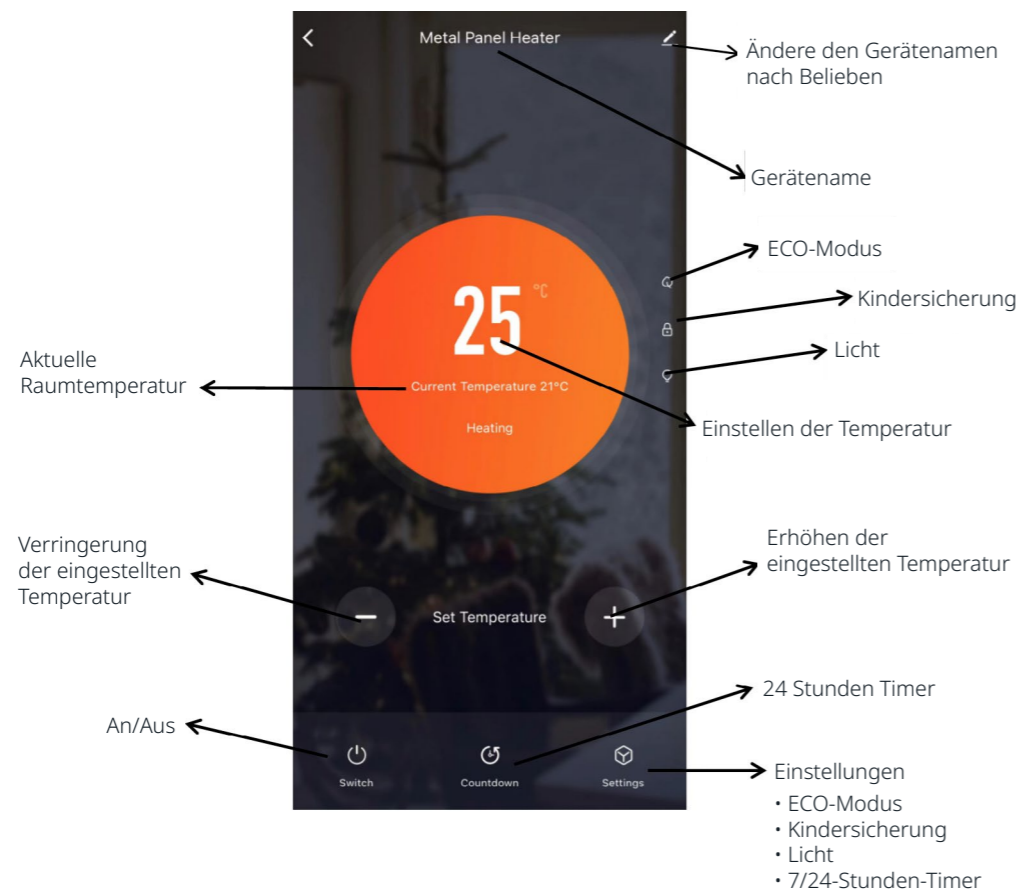 Metal Panel Heater
Ändere den Gerätenamen
nach Belieben
Gerätename
ECO-Modus
Kindersicherung
Licht
25 °C
Aktuelle
Raumtemperatur
Current Temperature 21°C
Einstellen der Temperatur
Heating
Verringerung
der eingestellten
Temperatur
Erhöhen der
eingestellten Temperatur
Set Temperature
24 Stunden Timer
An/Aus
Switch
Countdown
Settings
Einstellungen
• ECO-Modus
• Kindersicherung
• Licht
• 7/24-Stunden-Timer